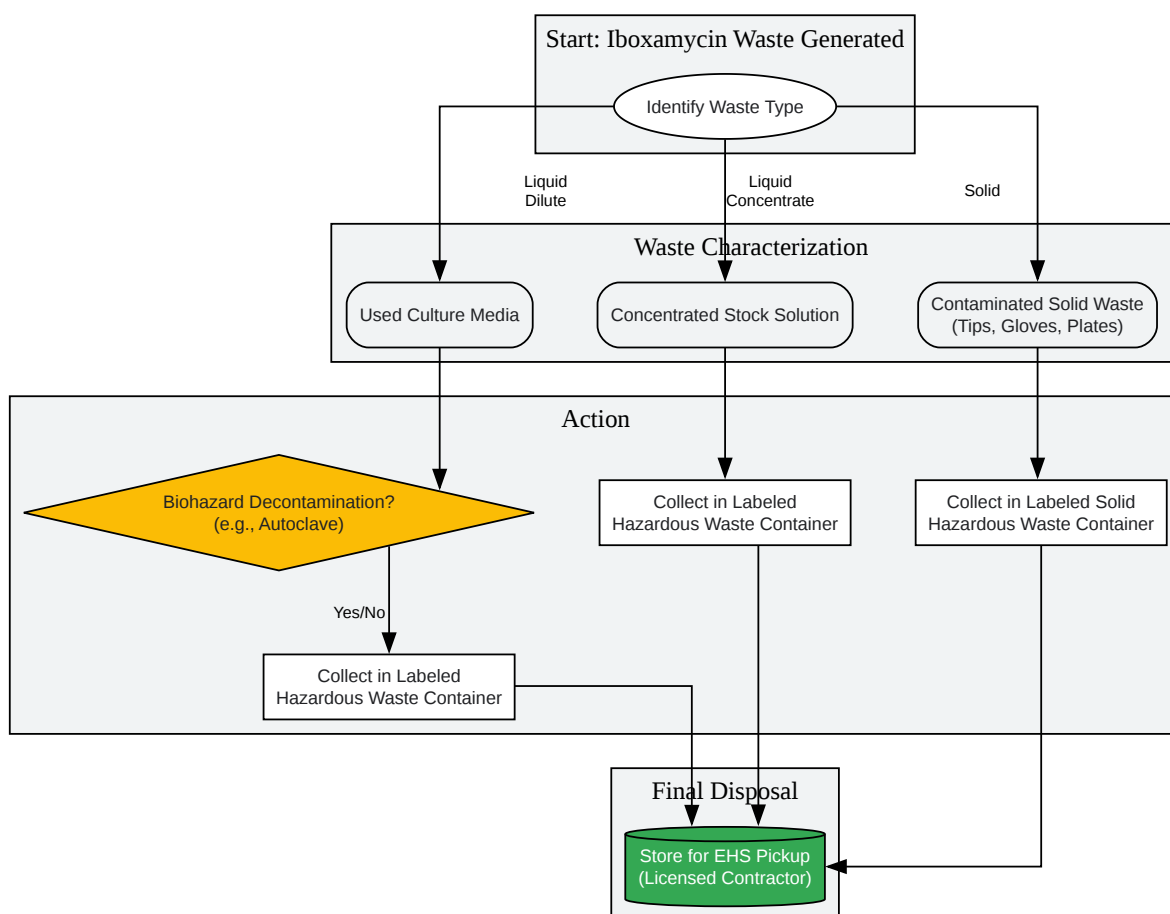 Start: Iboxamycin Waste Generated
Identify Waste Type
Liquid
Dilute
Liquid
Concentrate
Solid
Waste Characterization
Used Culture Media
Concentrated Stock Solution
Contaminated Solid Waste
(Tips, Gloves, Plates)
Action
Biohazard Decontamination?
(e.g., Autoclave)
Collect in Labeled
Hazardous Waste Container
Collect in Labeled Solid
Hazardous Waste Container
Yes/No
Collect in Labeled
Hazardous Waste Container
Final Disposal
Store for EHS Pickup
(Licensed Contractor)